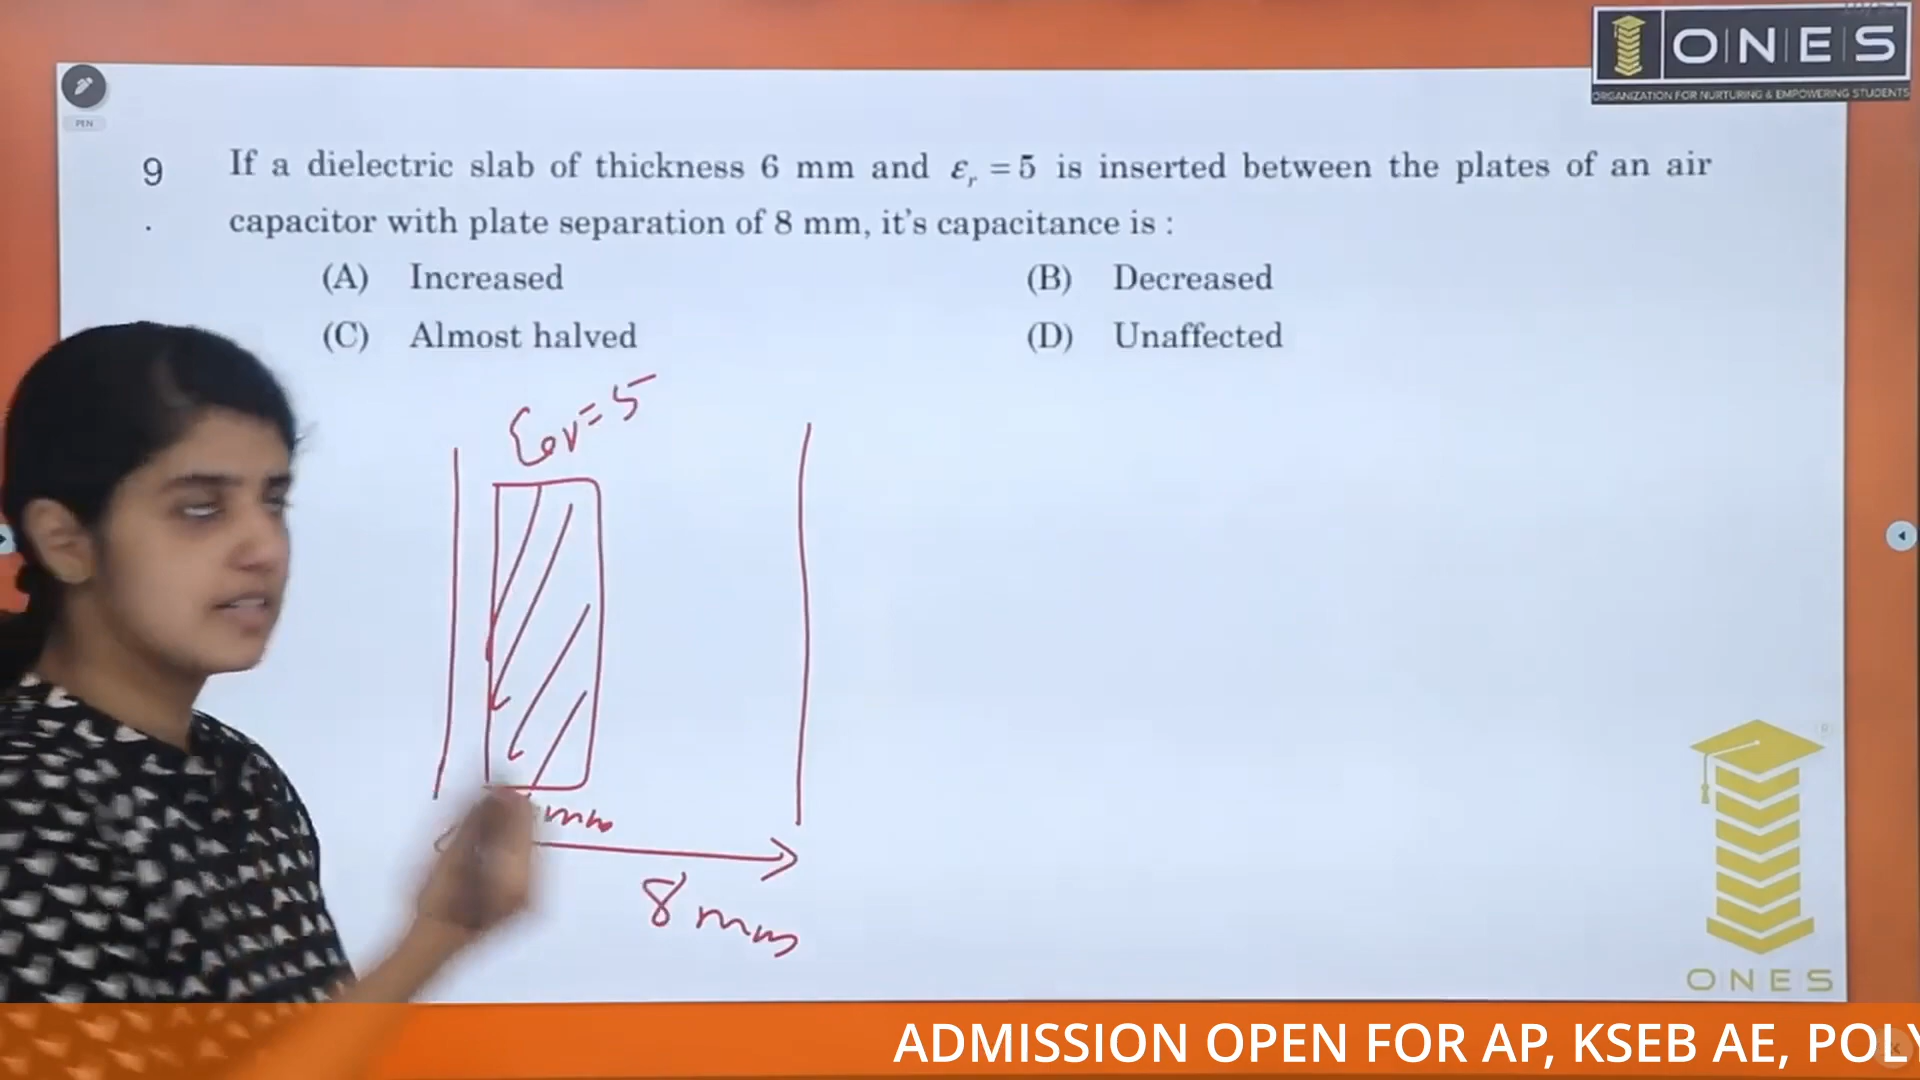 ONES
ORGANIZATION FOR NURTURING & EMPOWERING STUDENTS
PEN
9 If a dielectric slab of thickness 6 mm and εr = 5 is inserted between the plates of an air
. capacitor with plate separation of 8 mm, it's capacitance is :
(A) Increased (B) Decreased
(C) Almost halved (D) Unaffected
εr=5
mm
8 mm
ONES
ADMISSION OPEN FOR AP, KSEB AE, POLY